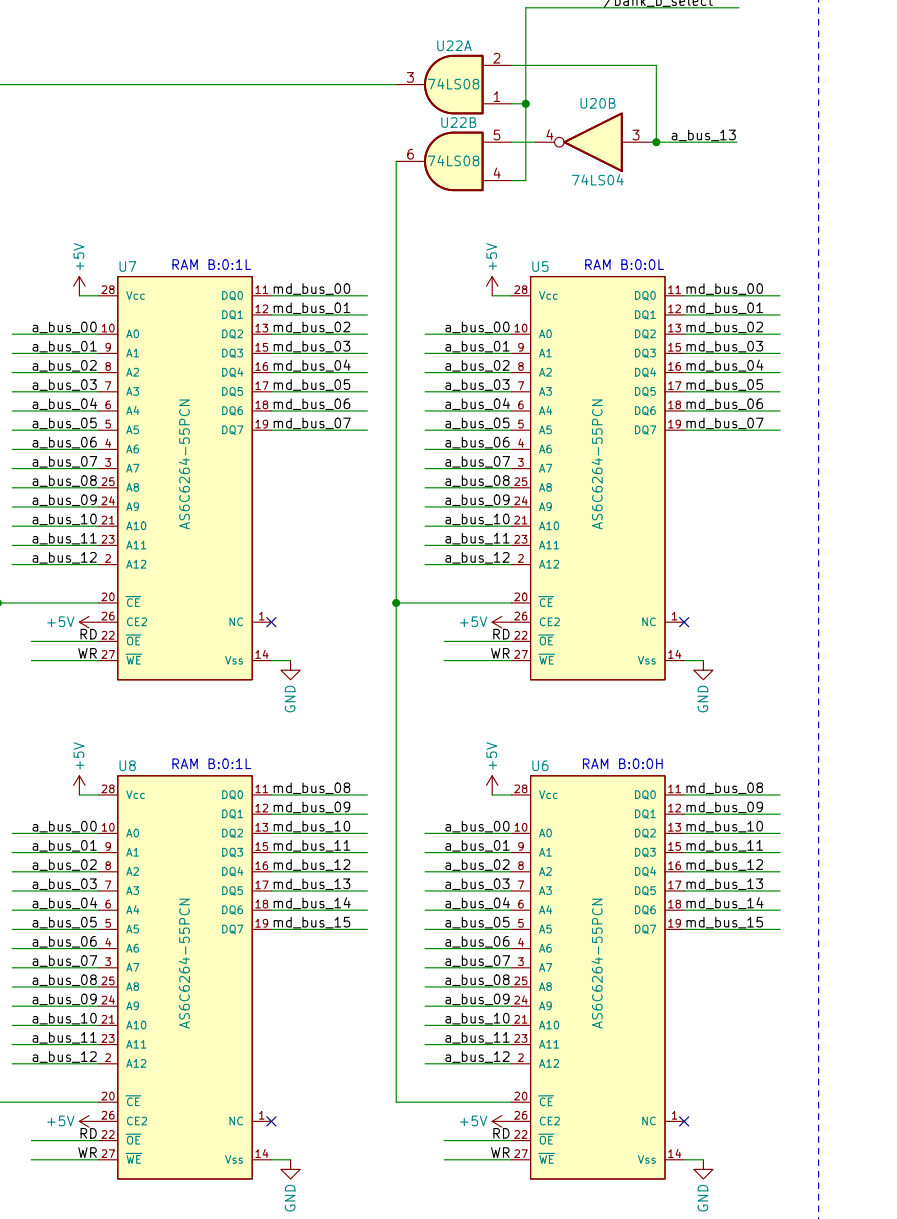 /bank_b_select
U22A
3
74LS08
2
1
U20B
U22B
6
74LS08
5
4
4
3
a_bus_13
74LS04
+5V
U7
RAM B:0:1L
28
Vcc
DQ0
11
md_bus_00
DQ1
12
md_bus_01
a_bus_00
10
A0
DQ2
13
md_bus_02
a_bus_01
9
A1
DQ3
15
md_bus_03
a_bus_02
8
A2
DQ4
16
md_bus_04
a_bus_03
7
A3
DQ5
17
md_bus_05
a_bus_04
6
A4
DQ6
18
md_bus_06
a_bus_05
5
A5
DQ7
19
md_bus_07
a_bus_06
4
A6
a_bus_07
3
A7
a_bus_08
25
A8
a_bus_09
24
A9
a_bus_10
21
A10
a_bus_11
23
A11
a_bus_12
2
A12
AS6C6264-55PCN
20
CE
+5V
26
CE2
NC
1
RD
22
OE
WR
27
WE
Vss
14
GND
+5V
U5
RAM B:0:0L
28
Vcc
DQ0
11
md_bus_00
DQ1
12
md_bus_01
a_bus_00
10
A0
DQ2
13
md_bus_02
a_bus_01
9
A1
DQ3
15
md_bus_03
a_bus_02
8
A2
DQ4
16
md_bus_04
a_bus_03
7
A3
DQ5
17
md_bus_05
a_bus_04
6
A4
DQ6
18
md_bus_06
a_bus_05
5
A5
DQ7
19
md_bus_07
a_bus_06
4
A6
a_bus_07
3
A7
a_bus_08
25
A8
a_bus_09
24
A9
a_bus_10
21
A10
a_bus_11
23
A11
a_bus_12
2
A12
AS6C6264-55PCN
20
CE
+5V
26
CE2
NC
1
RD
22
OE
WR
27
WE
Vss
14
GND
+5V
U8
RAM B:0:1L
28
Vcc
DQ0
11
md_bus_08
DQ1
12
md_bus_09
a_bus_00
10
A0
DQ2
13
md_bus_10
a_bus_01
9
A1
DQ3
15
md_bus_11
a_bus_02
8
A2
DQ4
16
md_bus_12
a_bus_03
7
A3
DQ5
17
md_bus_13
a_bus_04
6
A4
DQ6
18
md_bus_14
a_bus_05
5
A5
DQ7
19
md_bus_15
a_bus_06
4
A6
a_bus_07
3
A7
a_bus_08
25
A8
a_bus_09
24
A9
a_bus_10
21
A10
a_bus_11
23
A11
a_bus_12
2
A12
AS6C6264-55PCN
20
CE
+5V
26
CE2
NC
1
RD
22
OE
WR
27
WE
Vss
14
GND
+5V
U6
RAM B:0:0H
28
Vcc
DQ0
11
md_bus_08
DQ1
12
md_bus_09
a_bus_00
10
A0
DQ2
13
md_bus_10
a_bus_01
9
A1
DQ3
15
md_bus_11
a_bus_02
8
A2
DQ4
16
md_bus_12
a_bus_03
7
A3
DQ5
17
md_bus_13
a_bus_04
6
A4
DQ6
18
md_bus_14
a_bus_05
5
A5
DQ7
19
md_bus_15
a_bus_06
4
A6
a_bus_07
3
A7
a_bus_08
25
A8
a_bus_09
24
A9
a_bus_10
21
A10
a_bus_11
23
A11
a_bus_12
2
A12
AS6C6264-55PCN
20
CE
+5V
26
CE2
NC
1
RD
22
OE
WR
27
WE
Vss
14
GND